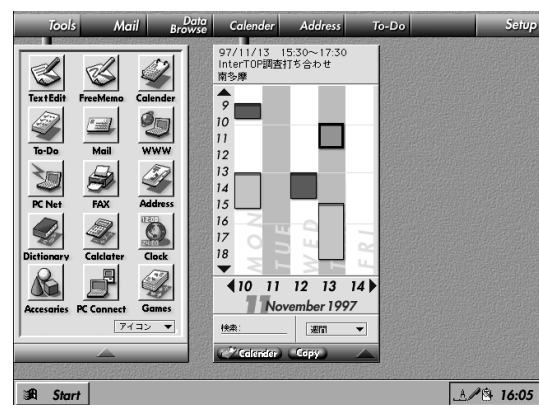 Tools Mail Data Browse Calender Address To-Do Setup
TextEdit FreeMemo Calender
To-Do Mail WWW
PC Net FAX Address
Dictionary Calclater Clock
Accesaries PC Connect Games
アイコン
97/11/13 15:30～17:30
InterTOP調査打ち合わせ
南多摩
9
10
11
12
13
14
15
16
17
18
MON TUE WED T FRI
10 11 12 13 14
11 November 1997
検索: 週間
Calender Copy
Start A 16:05